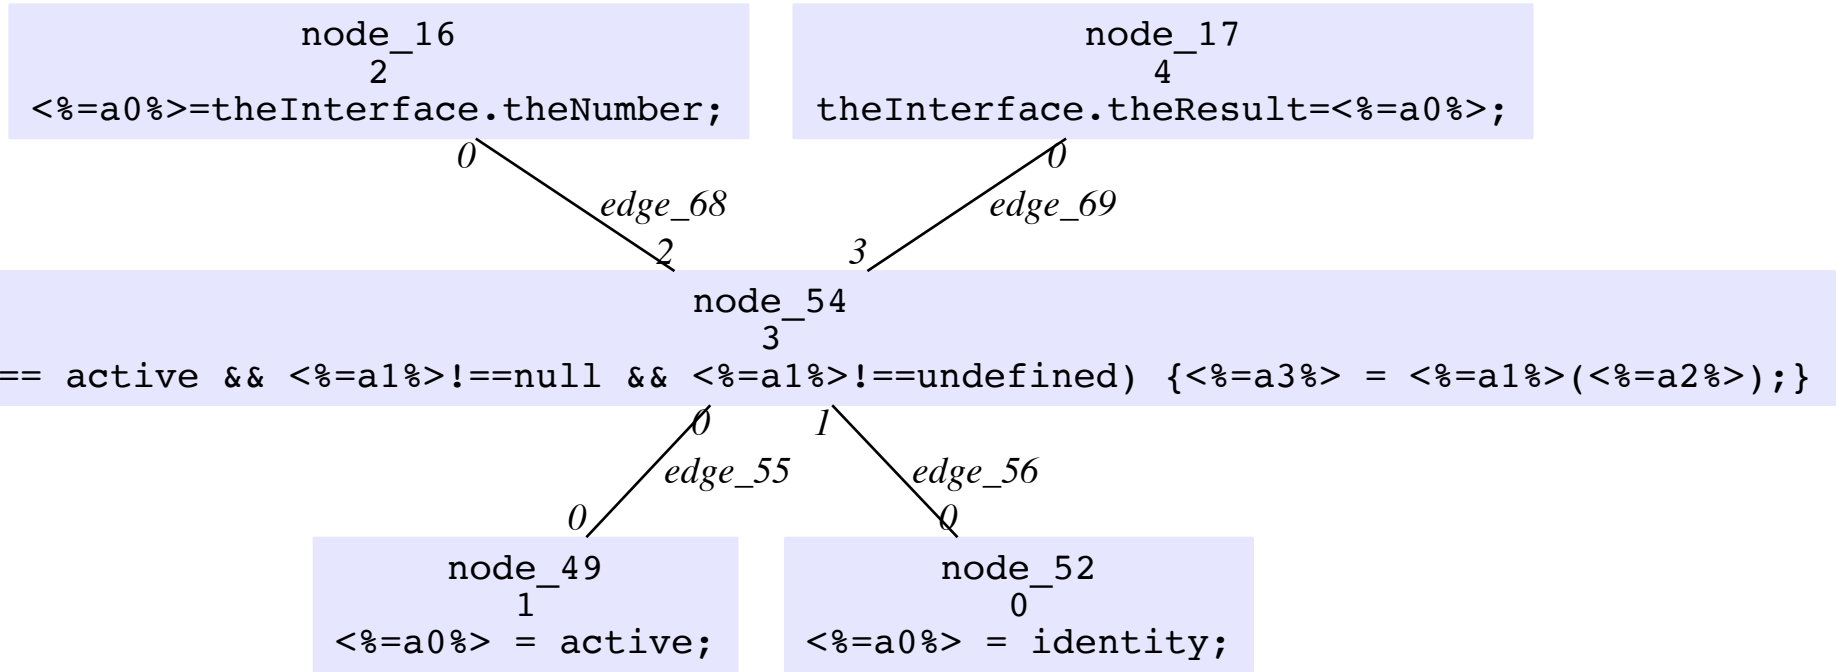 node_16
2
<%=a0%>=theInterface.theNumber;
node_17
4
theInterface.theResult=<%=a0%>;
0
0
edge_68
edge_69
2
3
node_54
3
== active && <%=a1%>!==null && <%=a1%>!==undefined) {<%=a3%> = <%=a1%>(<%=a2%>);}
0
1
edge_55
edge_56
0
0
node_49
1
<%=a0%> = active;
node_52
0
<%=a0%> = identity;